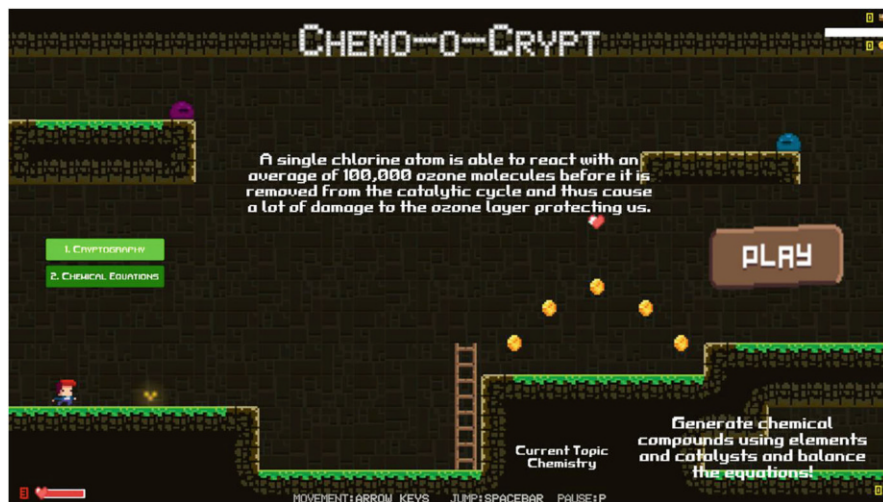 Chemo-o-Crypt
0
0
A single chlorine atom is able to react with an
average of 100,000 ozone molecules before it is
removed from the catalytic cycle and thus cause
a lot of damage to the ozone layer protecting us.
1. Cryptography
2. Chemical Equations
PLAY
Current Topic
Chemistry
Generate chemical
compounds using elements
and catalysts and balance
the equations!
3
0
MOVEMENT:ARROW KEYS JUMP:SPACEBAR PAUSE:P